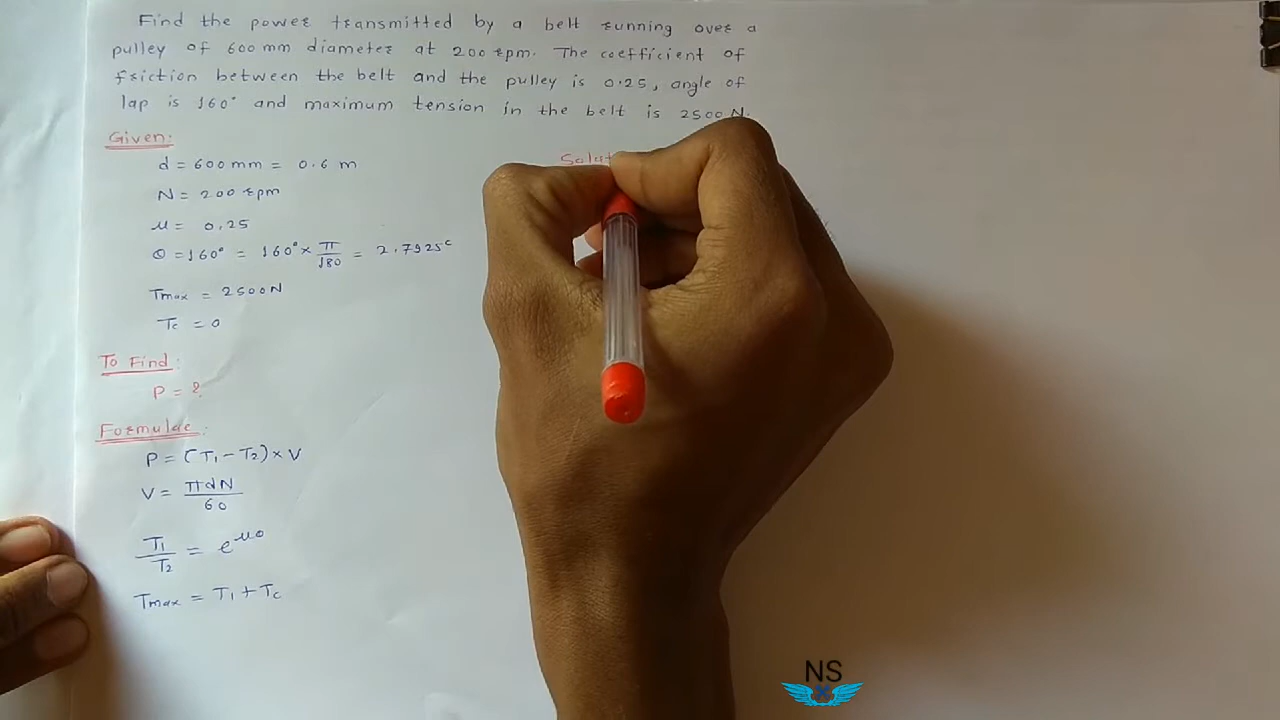 Find the power transmitted by a belt running over a
pulley of 600 mm diameter at 200 rpm. The coefficient of
friction between the belt and the pulley is 0.25, angle of
lap is 160° and maximum tension in the belt is 2500 N.
Given:
d = 600 mm = 0.6 m
N = 200 rpm
μ = 0.25
θ = 160° = 160° × π/180 = 2.7925ᶜ
Tmax = 2500N
Tc = 0
To Find:
P = ?
Formulae:
P = (T1 - T2) × V
V = πdN/60
T1/T2 = e^μθ
Tmax = T1 + Tc
Solut
NS